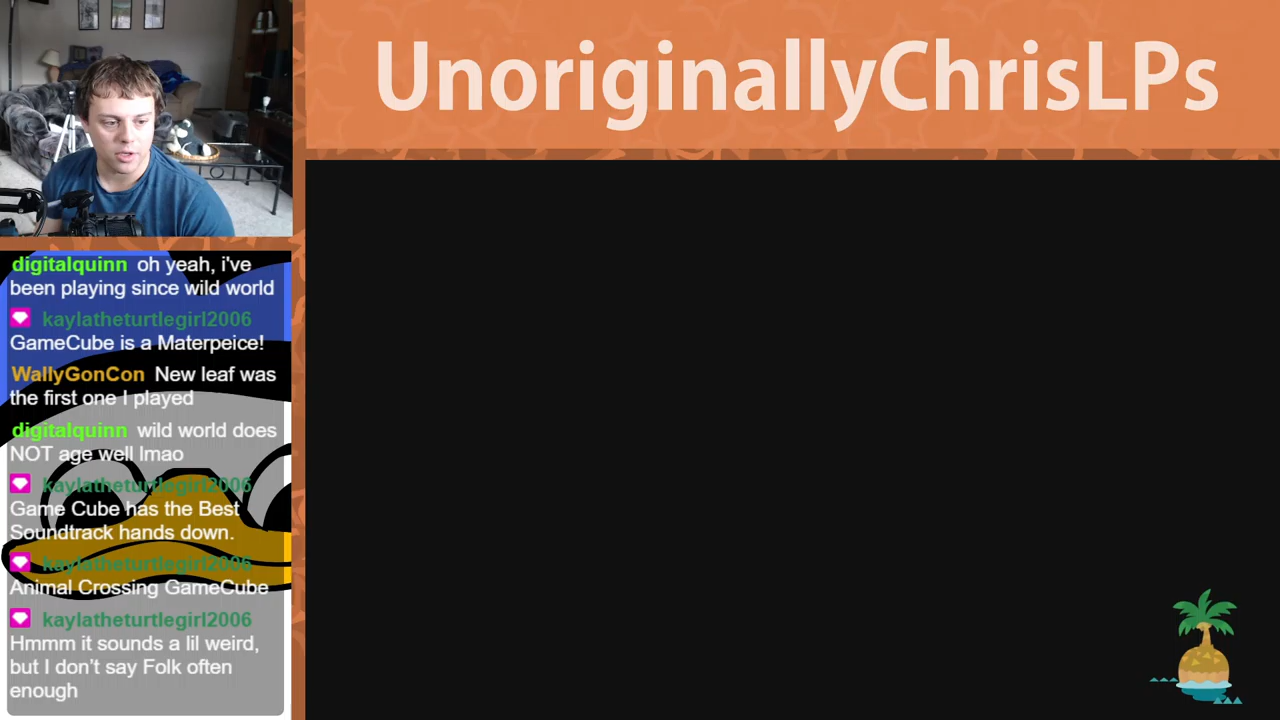 UnoriginallyChrisLPs
digitalquinn oh yeah, i've
been playing since wild world
kaylatheturtlegirl2006
GameCube is a Materpeice!
WallyGonCon New leaf was
the first one I played
digitalquinn wild world does
NOT age well lmao
kaylatheturtlegirl2006
Game Cube has the Best
Soundtrack hands down.
kaylatheturtlegirl2006
Animal Crossing GameCube
kaylatheturtlegirl2006
Hmmm it sounds a lil weird,
but I don't say Folk often
enough